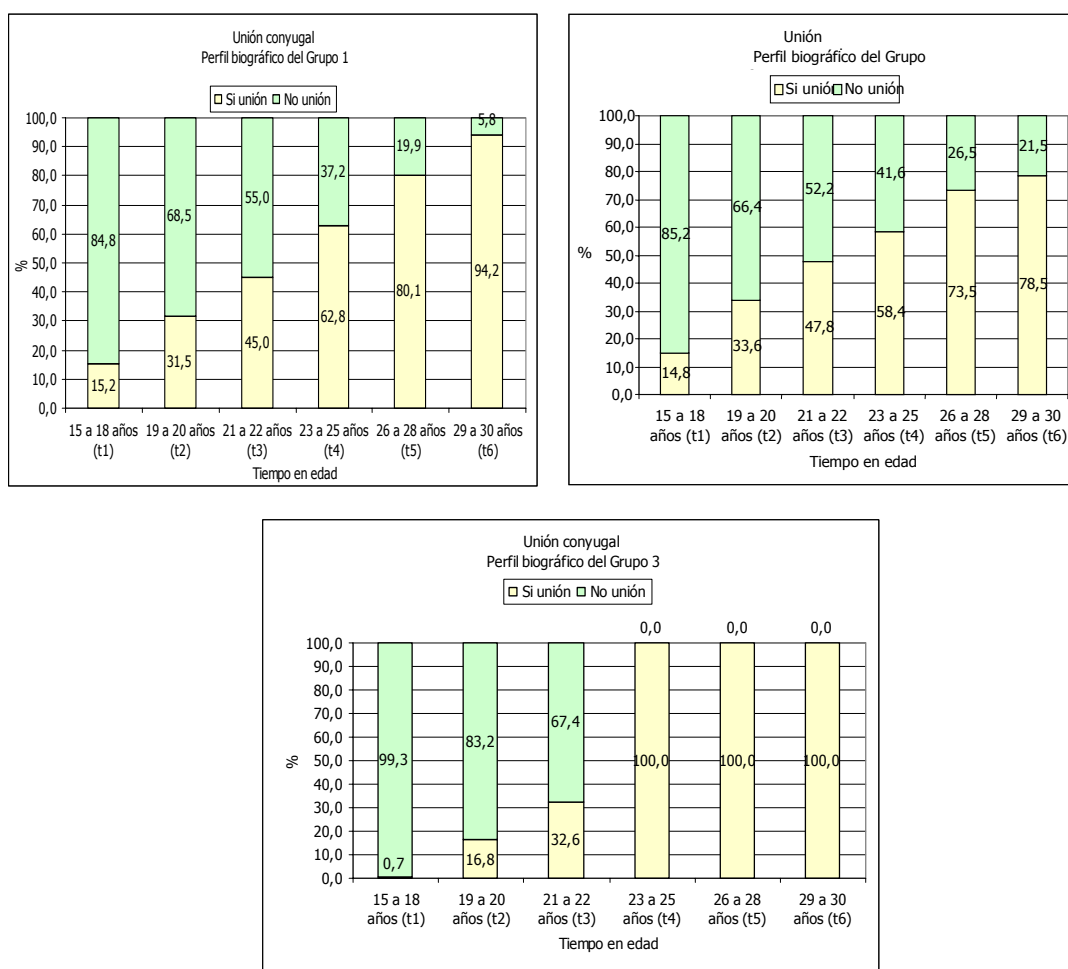 Unión conyugal
Perfil biográfico del Grupo 1
Si unión No unión
100,0
90,0
80,0
70,0
60,0
50,0
40,0
30,0
20,0
10,0
0,0
%
84,8 68,5 55,0 37,2 19,9 5,8
15,2 31,5 45,0 62,8 80,1 94,2
15 a 18 años 19 a 20 años 21 a 22 años 23 a 25 años 26 a 28 años 29 a 30 años
(t1) (t2) (t3) (t4) (t5) (t6)
Tiempo en edad
Unión
Perfil biográfico del Grupo
Si unión No unión
100,0
90,0
80,0
70,0
60,0
50,0
40,0
30,0
20,0
10,0
0,0
%
85,2 66,4 52,2 41,6 26,5 21,5
14,8 33,6 47,8 58,4 73,5 78,5
15 a 18 19 a 20 21 a 22 23 a 25 26 a 28 29 a 30
años (t1) años (t2) años (t3) años (t4) años (t5) años (t6)
Tiempo en edad
Unión conyugal
Perfil biográfico del Grupo 3
Si unión No unión
0,0 0,0 0,0
100,0
90,0
80,0
70,0
60,0
50,0
40,0
30,0
20,0
10,0
0,0
%
99,3 83,2 67,4
0,7 16,8 32,6 100,0 100,0 100,0
15 a 18 19 a 20 21 a 22 23 a 25 26 a 28 29 a 30
años (t1) años (t2) años (t3) años (t4) años (t5) años (t6)
Tiempo en edad